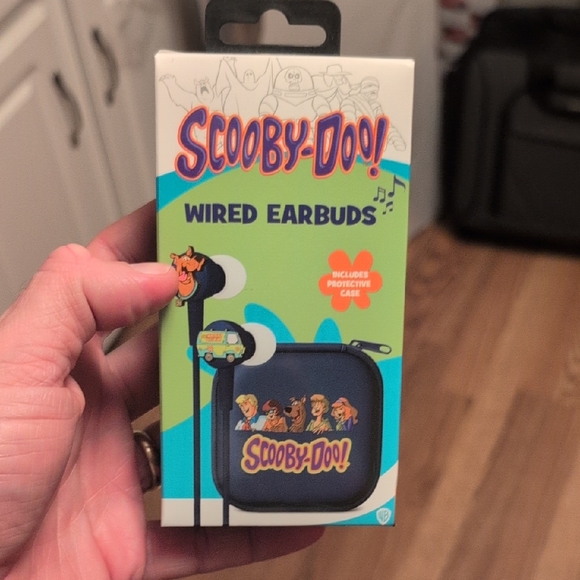 SCOOBY-DOO!
WIRED EARBUDS
INCLUDES
PROTECTIVE
CASE
SCOOBY-DOO!